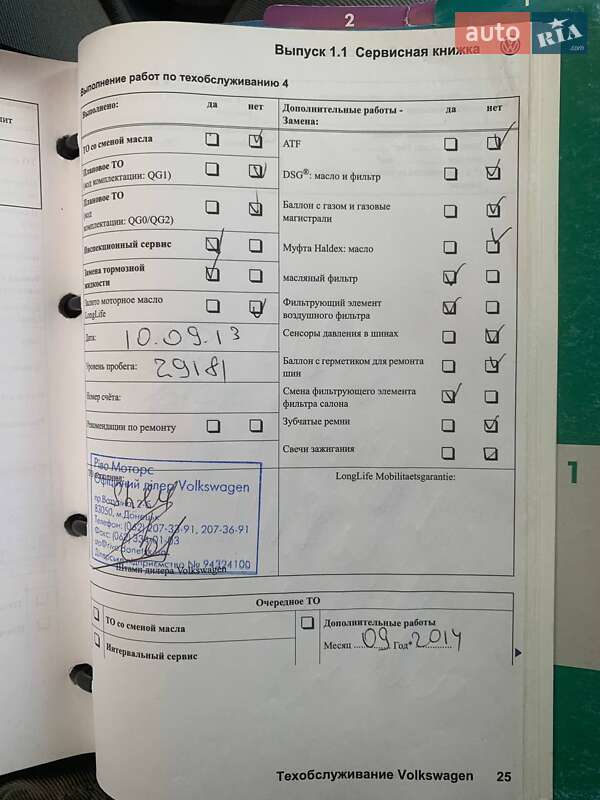 2
auto RIA .com
Выпуск 1.1 Сервисная книжка
Выполнение работ по техобслуживанию 4
Выполнено: да нет
Дополнительные работы - Замена: да нет
ТО со сменой масла
Плановое ТО
(код комплектации: QG1)
Плановое ТО
(код
комплектации: QG0/QG2)
Инспекционный сервис
Замена тормозной
жидкости
Залито моторное масло
LongLife
Дата: 10.09.13
Уровень пробега: 29181
Номер счёта:
Рекомендации по ремонту
ATF
DSG®: масло и фильтр
Баллон с газом и газовые
магистрали
Муфта Haldex: масло
масляный фильтр
Фильтрующий элемент
воздушного фильтра
Сенсоры давления в шинах
Баллон с герметиком для ремонта
шин
Смена фильтрующего элемента
фильтра салона
Зубчатые ремни
Свечи зажигания
Ріво Моторс
Офіційний ділер Volkswagen
83050, м.Донецьк
Телефон: (062) 207-33-91, 207-36-91
Штамп дилера Volkswagen
LongLife Mobilitaetsgarantie:
Очередное ТО
ТО со сменой масла
Интервальный сервис
Дополнительные работы
Месяц 09 Год* 2014
1
Техобслуживание Volkswagen 25